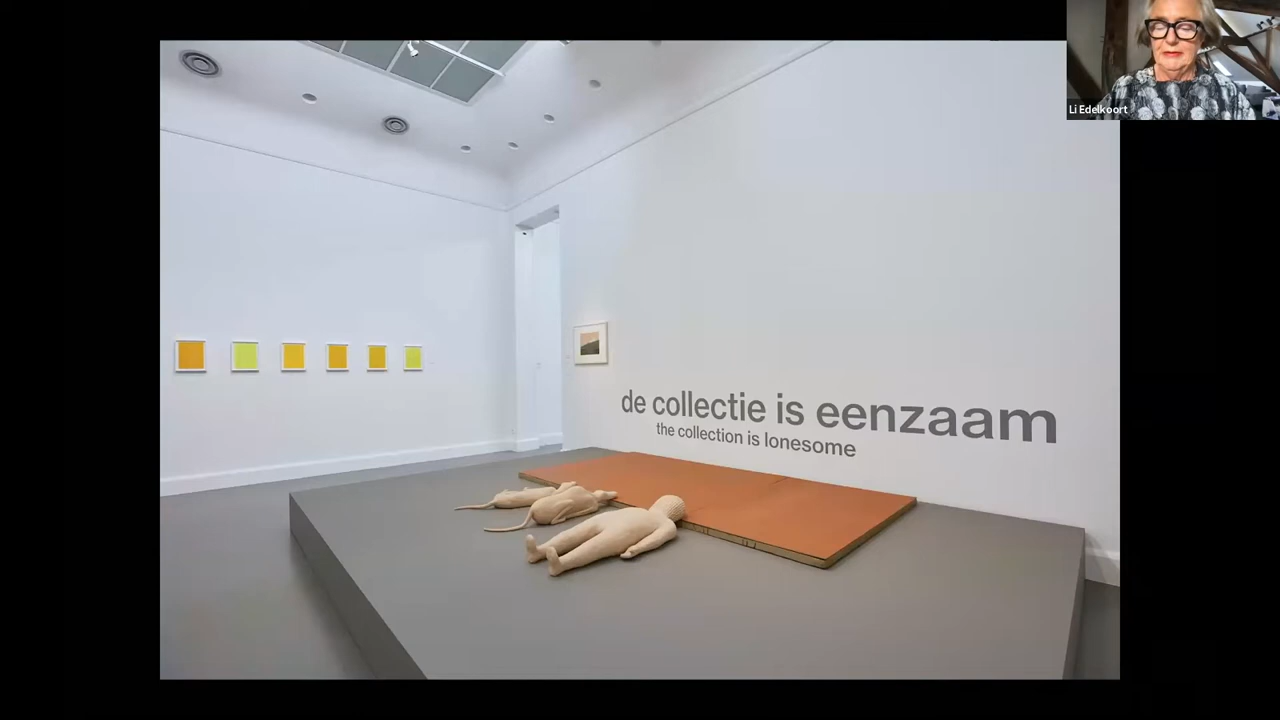 Li Edelkoort
de collectie is eenzaam
the collection is lonesome